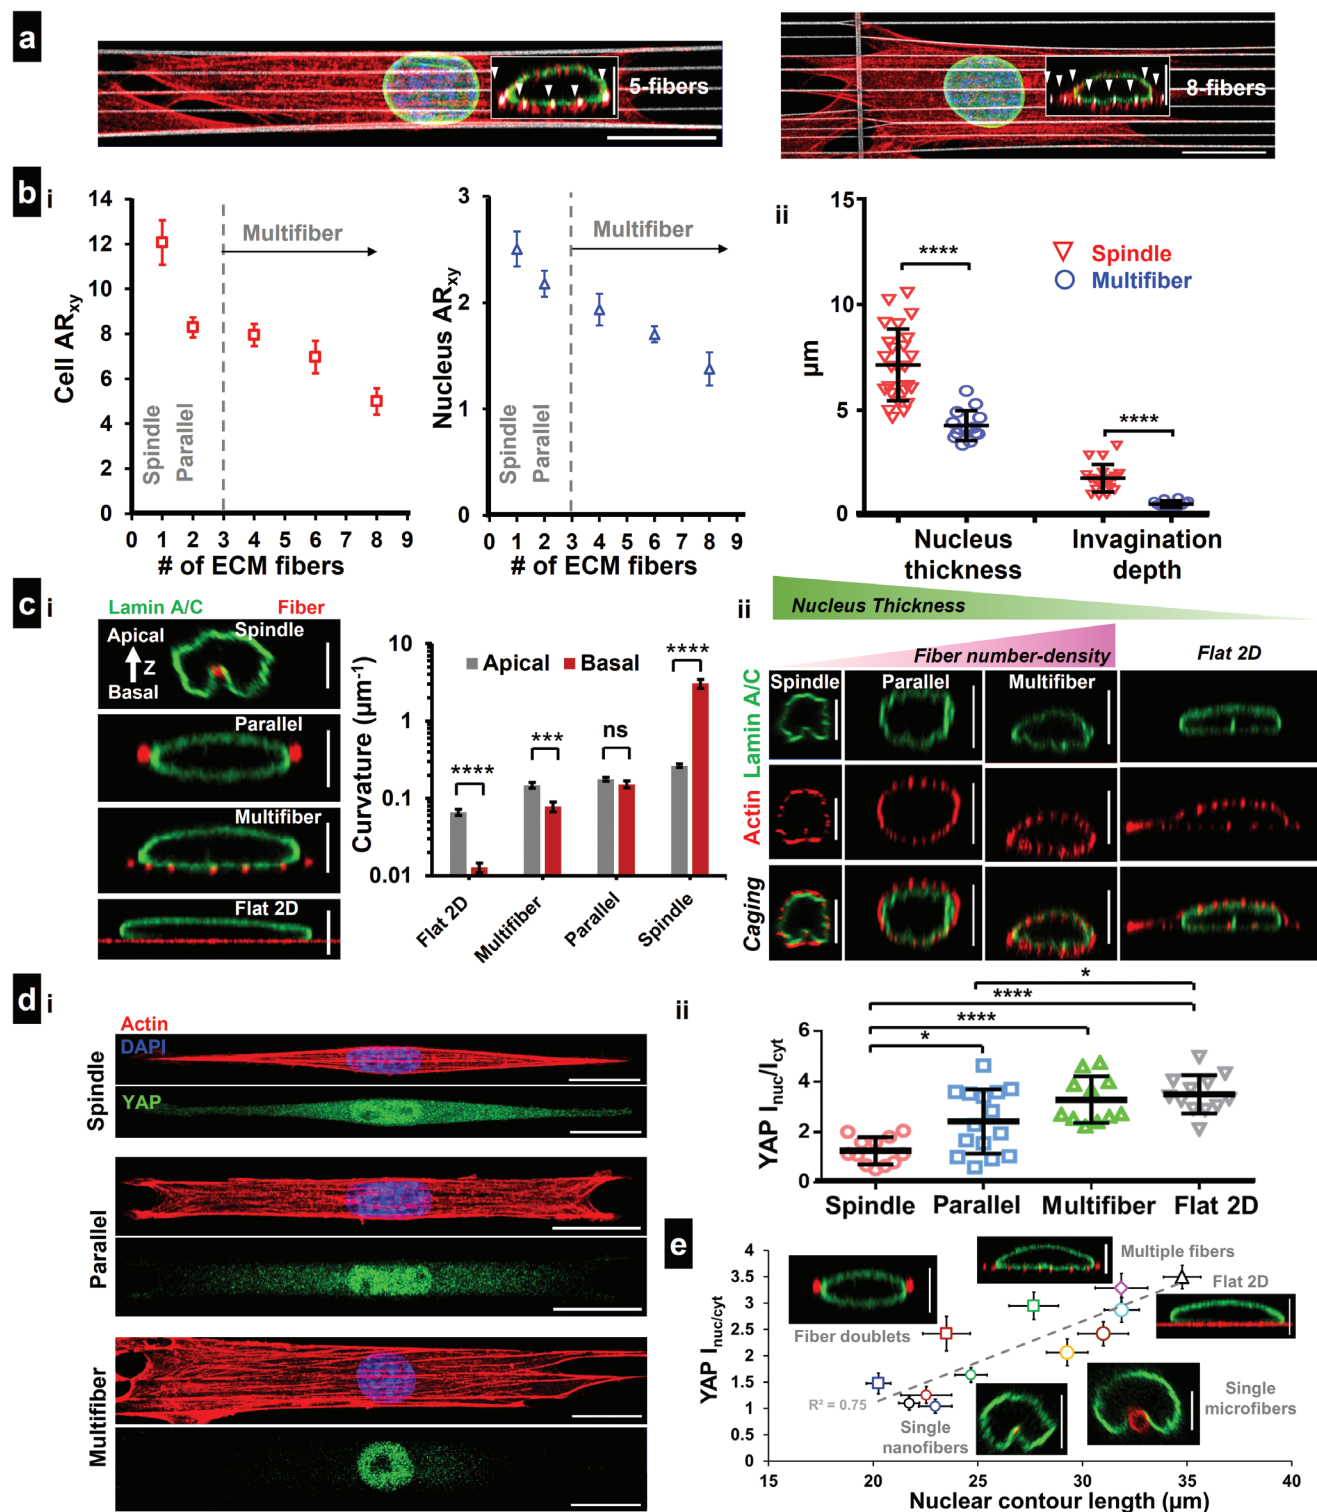 a
5-fibers
8-fibers
b
i
Cell AR_xy
14
12
10
8
6
4
2
0
Multifiber
Spindle
Parallel
0 1 2 3 4 5 6 7 8 9
# of ECM fibers
Nucleus AR_xy
3
2
1
0
Multifiber
Spindle
Parallel
0 1 2 3 4 5 6 7 8 9
# of ECM fibers
ii
µm
15
10
5
0
Spindle
Multifiber
****
****
Nucleus thickness
Invagination depth
c
i
Lamin A/C
Fiber
Apical
Z
Basal
Spindle
Parallel
Multifiber
Flat 2D
Curvature (µm⁻¹)
10
1
0.1
0.01
Apical
Basal
****
***
ns
****
Flat 2D
Multifiber
Parallel
Spindle
ii
Nucleus Thickness
Fiber number-density
Flat 2D
Spindle
Parallel
Multifiber
Lamin A/C
Actin
Caging
d
i
Actin
DAPI
YAP
Spindle
Parallel
Multifiber
ii
*
****
****
*
YAP I_nuc/I_cyt
6
4
2
0
Spindle
Parallel
Multifiber
Flat 2D
e
YAP I_nuc/cyt
4
3.5
3
2.5
2
1.5
1
0.5
0
Multiple fibers
Flat 2D
Fiber doublets
R² = 0.75
Single nanofibers
Single microfibers
15 20 25 30 35 40
Nuclear contour length (µm)